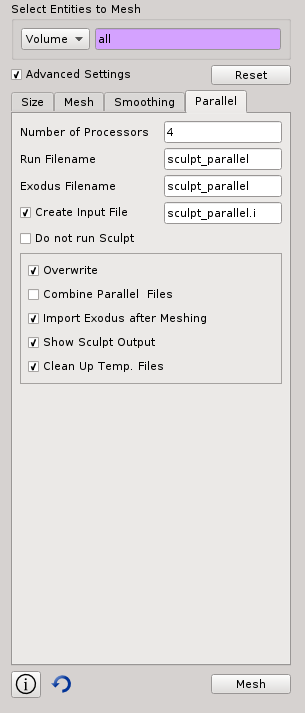 Select Entities to Mesh
Volume all
Advanced Settings Reset
Size Mesh Smoothing Parallel
Number of Processors 4
Run Filename sculpt_parallel
Exodus Filename sculpt_parallel
Create Input File sculpt_parallel.i
Do not run Sculpt
Overwrite
Combine Parallel Files
Import Exodus after Meshing
Show Sculpt Output
Clean Up Temp. Files
Mesh